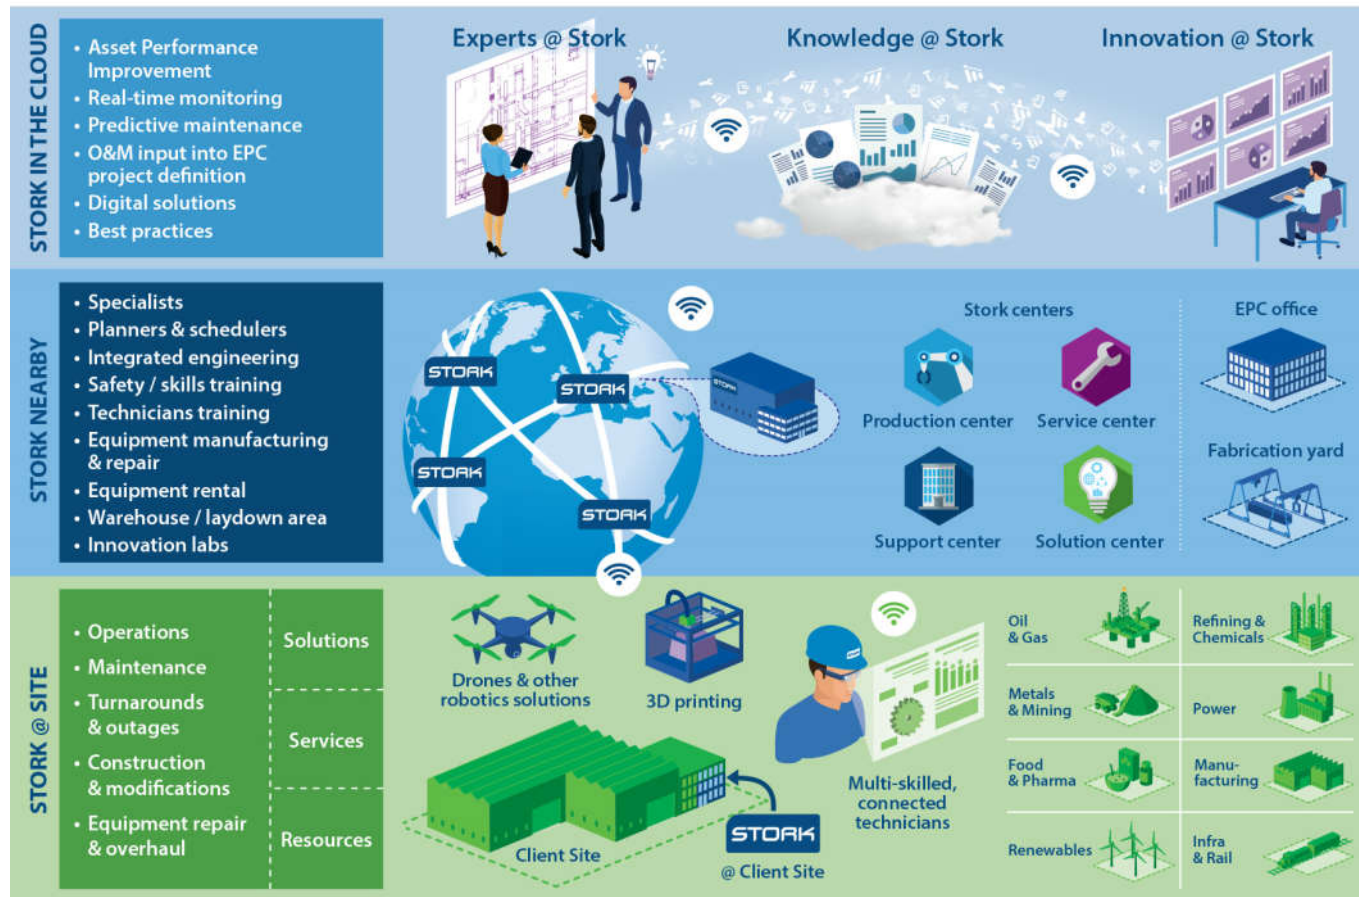 STORK IN THE CLOUD
• Asset Performance
Improvement
• Real-time monitoring
• Predictive maintenance
• O&M input into EPC
project definition
• Digital solutions
• Best practices
Experts @ Stork
Knowledge @ Stork
Innovation @ Stork
STORK NEARBY
• Specialists
• Planners & schedulers
• Integrated engineering
• Safety / skills training
• Technicians training
• Equipment manufacturing
& repair
• Equipment rental
• Warehouse / laydown area
• Innovation labs
STORK
STORK
STORK
STORK
STORK
Stork centers
Production center
Service center
Support center
Solution center
EPC office
Fabrication yard
STORK @ SITE
• Operations
• Maintenance
• Turnarounds
& outages
• Construction
& modifications
• Equipment repair
& overhaul
Solutions
Services
Resources
Drones & other
robotics solutions
3D printing
Client Site
STORK
@ Client Site
STORK
Multi-skilled,
connected
technicians
Oil
& Gas
Refining &
Chemicals
Metals
& Mining
Power
Food
& Pharma
Manu-
facturing
Renewables
Infra
& Rail